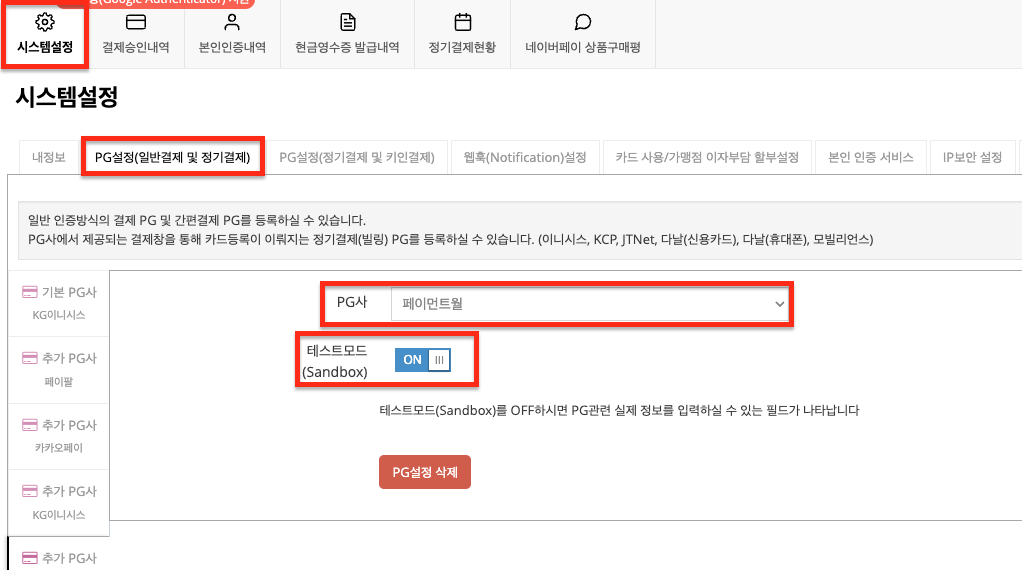 (Google Authenticator) 지원
시스템설정
결제승인내역
본인인증내역
현금영수증 발급내역
정기결제현황
네이버페이 상품구매평
시스템설정
내정보
PG설정(일반결제 및 정기결제)
PG설정(정기결제 및 키인결제)
웹훅(Notification)설정
카드 사용/가맹점 이자부담 할부설정
본인 인증 서비스
IP보안 설정
일반 인증방식의 결제 PG 및 간편결제 PG를 등록하실 수 있습니다.
PG사에서 제공되는 결제창을 통해 카드등록이 이뤄지는 정기결제(빌링) PG를 등록하실 수 있습니다. (이니시스, KCP, JTNet, 다날(신용카드), 다날(휴대폰), 모빌리언스)
기본 PG사
KG이니시스
추가 PG사
페이팔
추가 PG사
카카오페이
추가 PG사
KG이니시스
추가 PG사
PG사
페이먼트월
테스트모드
(Sandbox)
ON
테스트모드(Sandbox)를 OFF하시면 PG관련 실제 정보를 입력하실 수 있는 필드가 나타납니다
PG설정 삭제